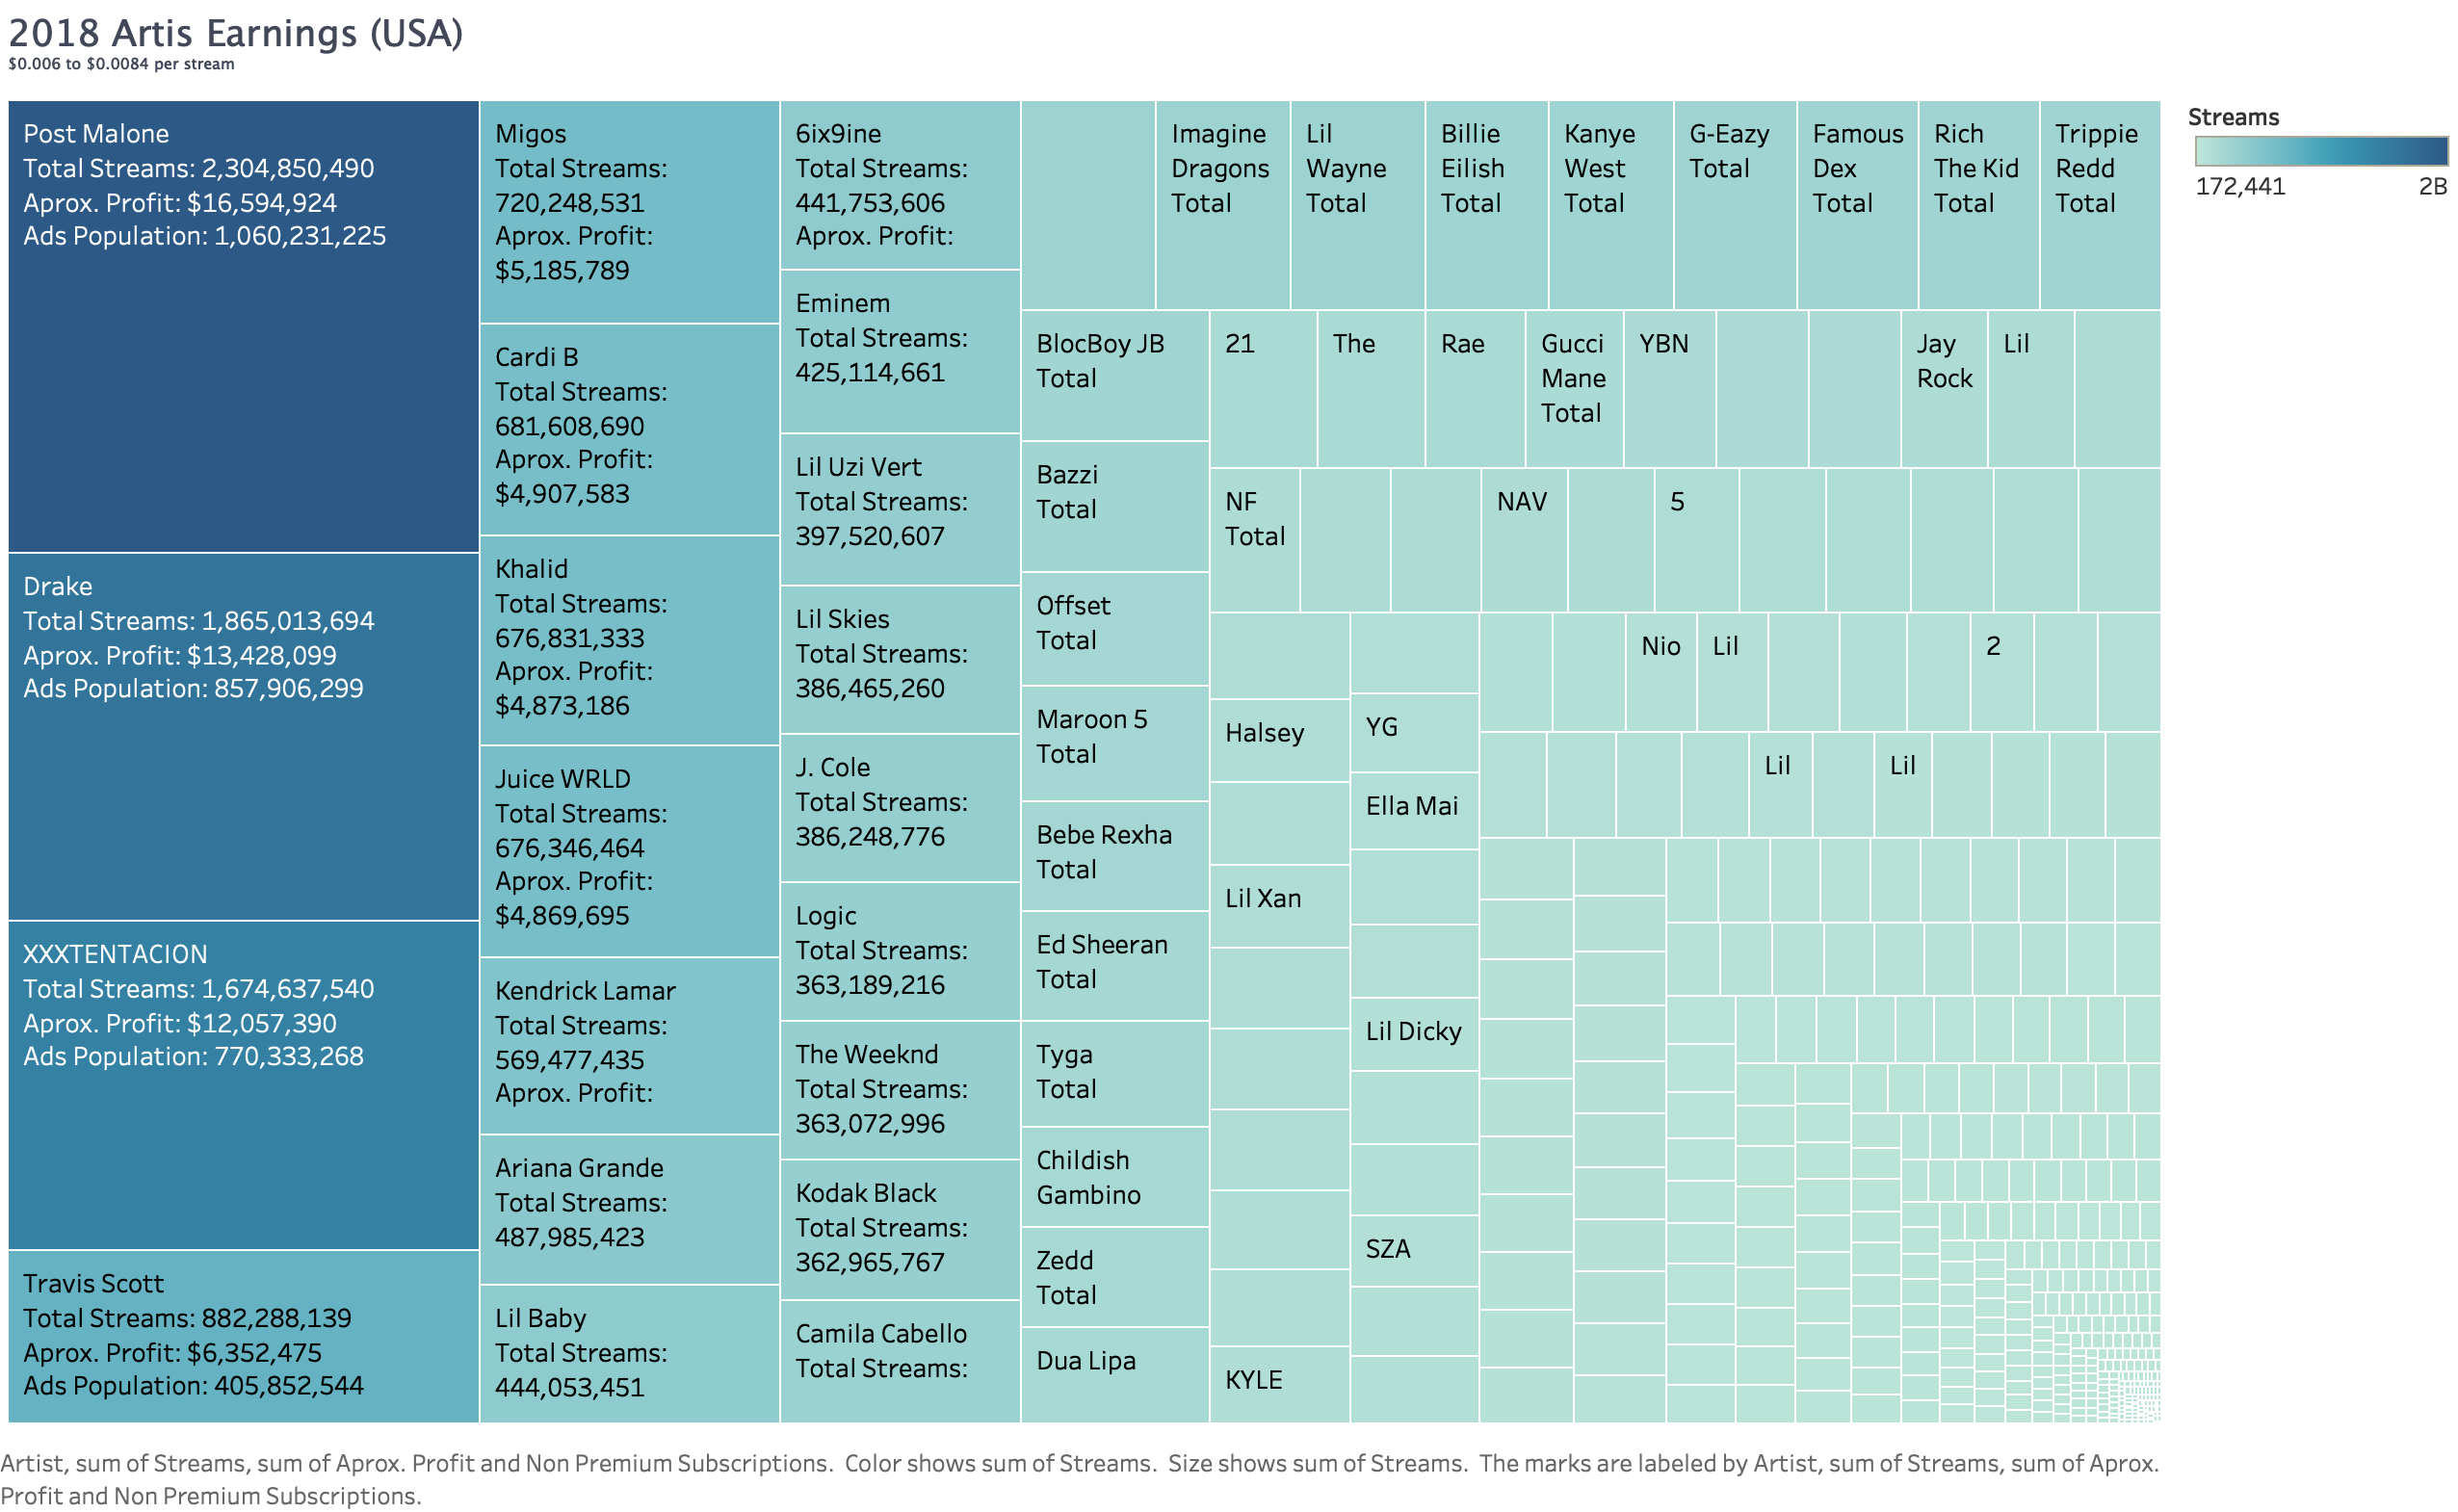 2018 Artis Earnings (USA)
$0.006 to $0.0084 per stream
Post Malone
Total Streams: 2,304,850,490
Aprox. Profit: $16,594,924
Ads Population: 1,060,231,225
Drake
Total Streams: 1,865,013,694
Aprox. Profit: $13,428,099
Ads Population: 857,906,299
XXXTENTACION
Total Streams: 1,674,637,540
Aprox. Profit: $12,057,390
Ads Population: 770,333,268
Travis Scott
Total Streams: 882,288,139
Aprox. Profit: $6,352,475
Ads Population: 405,852,544
Migos
Total Streams:
720,248,531
Aprox. Profit:
$5,185,789
Cardi B
Total Streams:
681,608,690
Aprox. Profit:
$4,907,583
Khalid
Total Streams:
676,831,333
Aprox. Profit:
$4,873,186
Juice WRLD
Total Streams:
676,346,464
Aprox. Profit:
$4,869,695
Kendrick Lamar
Total Streams:
569,477,435
Aprox. Profit:
Ariana Grande
Total Streams:
487,985,423
Lil Baby
Total Streams:
444,053,451
6ix9ine
Total Streams:
441,753,606
Aprox. Profit:
Eminem
Total Streams:
425,114,661
Lil Uzi Vert
Total Streams:
397,520,607
Lil Skies
Total Streams:
386,465,260
J. Cole
Total Streams:
386,248,776
Logic
Total Streams:
363,189,216
The Weeknd
Total Streams:
363,072,996
Kodak Black
Total Streams:
362,965,767
Camila Cabello
Total Streams:
Imagine
Dragons
Total
Lil
Wayne
Total
Billie
Eilish
Total
Kanye
West
Total
G-Eazy
Total
Famous
Dex
Total
Rich
The Kid
Total
Trippie
Redd
Total
BlocBoy JB
Total
Bazzi
Total
Offset
Total
Maroon 5
Total
Bebe Rexha
Total
Ed Sheeran
Total
Tyga
Total
Childish
Gambino
Zedd
Total
Dua Lipa
21
The
Rae
Gucci
Mane
Total
YBN
Jay
Rock
Lil
NF
Total
NAV
5
Halsey
Lil Xan
KYLE
YG
Ella Mai
Lil Dicky
SZA
Nio
Lil
2
Lil
Lil
Streams
172,441
2B
Artist, sum of Streams, sum of Aprox. Profit and Non Premium Subscriptions.  Color shows sum of Streams.  Size shows sum of Streams.  The marks are labeled by Artist, sum of Streams, sum of Aprox.
Profit and Non Premium Subscriptions.